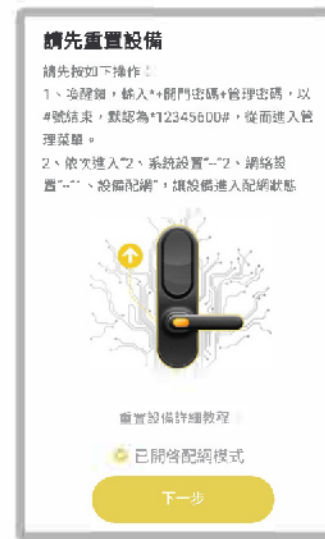 請先重置設備
請先按如下操作：
1、喚醒鎖，輸入*+開門密碼+管理密碼，以
#號結束，默認為*12345600#，從而進入管
理菜單。
2、依次進入"2、系統設置"--"2、網絡設
置"--"1、設備配網"，讓設備進入配網狀態
重置設備詳細教程
已開啓配網模式
下一步